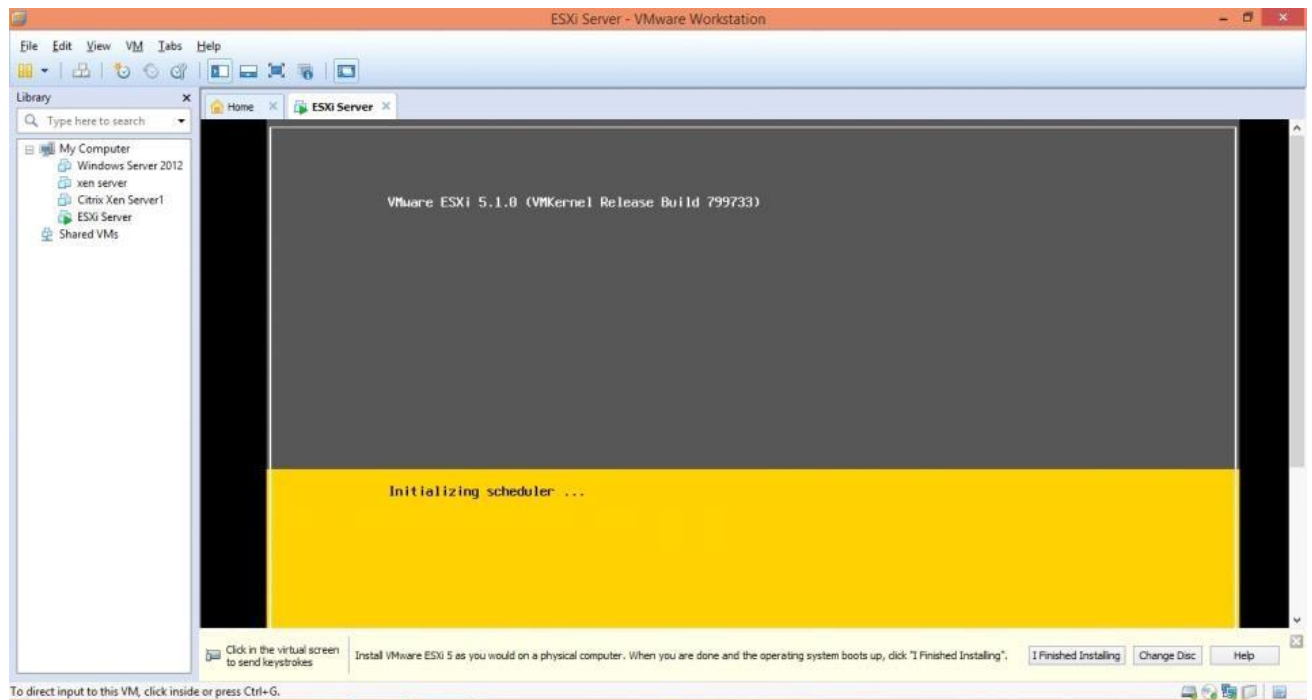 ESXi Server - VMware Workstation
File Edit View VM Tabs Help
Library
Type here to search
My Computer
Windows Server 2012
xen server
Citrix Xen Server1
ESXi Server
Shared VMs
Home
ESXi Server
VMware ESXi 5.1.0 (VMKernel Release Build 799733)
Initializing scheduler ...
Click in the virtual screen
to send keystrokes
Install VMware ESXi 5 as you would on a physical computer. When you are done and the operating system boots up, click "I Finished Installing".
I Finished Installing
Change Disc
Help
To direct input to this VM, click inside or press Ctrl+G.